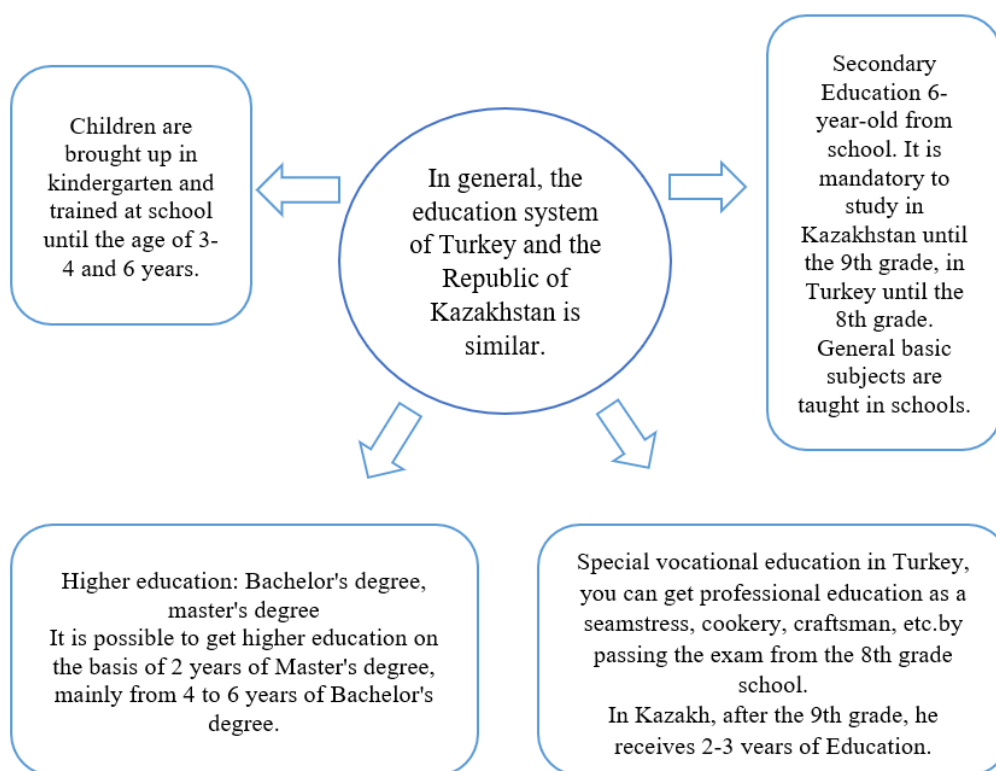 Children are
brought up in
kindergarten and
trained at school
until the age of 3-
4 and 6 years.
In general, the
education system
of Turkey and the
Republic of
Kazakhstan is
similar.
Secondary
Education 6-
year-old from
school. It is
mandatory to
study in
Kazakhstan until
the 9th grade, in
Turkey until the
8th grade.
General basic
subjects are
taught in schools.
Higher education: Bachelor's degree,
master's degree
It is possible to get higher education on
the basis of 2 years of Master's degree,
mainly from 4 to 6 years of Bachelor's
degree.
Special vocational education in Turkey,
you can get professional education as a
seamstress, cookery, craftsman, etc.by
passing the exam from the 8th grade
school.
In Kazakh, after the 9th grade, he
receives 2-3 years of Education.